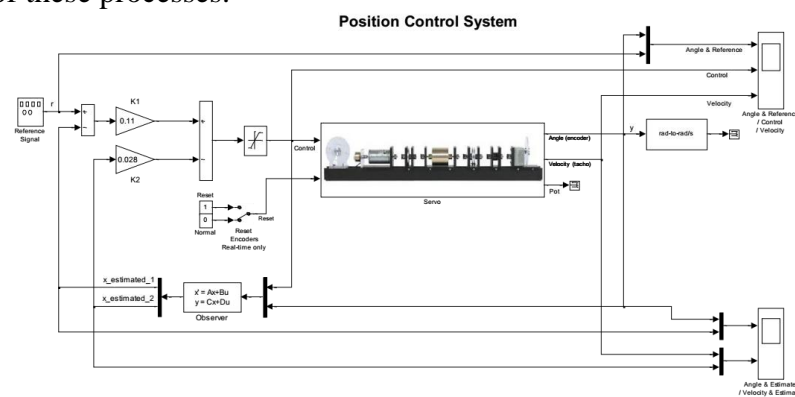 of these processes.
Position Control System
Angle & Reference
Control
Velocity
Angle & Reference
/ Control
/ Velocity
r
Reference
Signal
K1
0.11
0.028
K2
Control
Angle (encoder)
Velocity (tacho)
Pot
Servo
y
rad-to-rad/s
Reset
1
0
Normal
Reset
Reset
Encoders
Real-time only
x_estimated_1
x_estimated_2
x' = Ax+Bu
y = Cx+Du
Observer
Angle & Estimate
/ Velocity & Estima